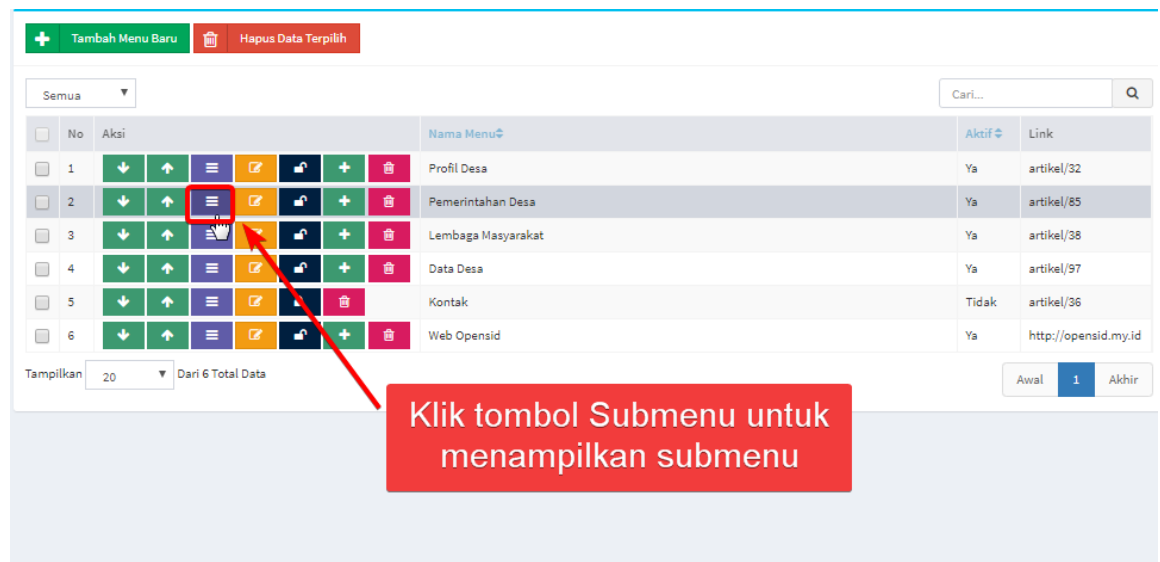 Tambah Menu Baru Hapus Data Terpilih
Semua Cari...
No Aksi Nama Menu Aktif Link
1 Profil Desa Ya artikel/32
2 Pemerintahan Desa Ya artikel/85
3 Lembaga Masyarakat Ya artikel/38
4 Data Desa Ya artikel/97
5 Kontak Tidak artikel/36
6 Web Opensid Ya http://opensid.my.id
Tampilkan 20 Dari 6 Total Data Awal 1 Akhir
Klik tombol Submenu untuk
menampilkan submenu